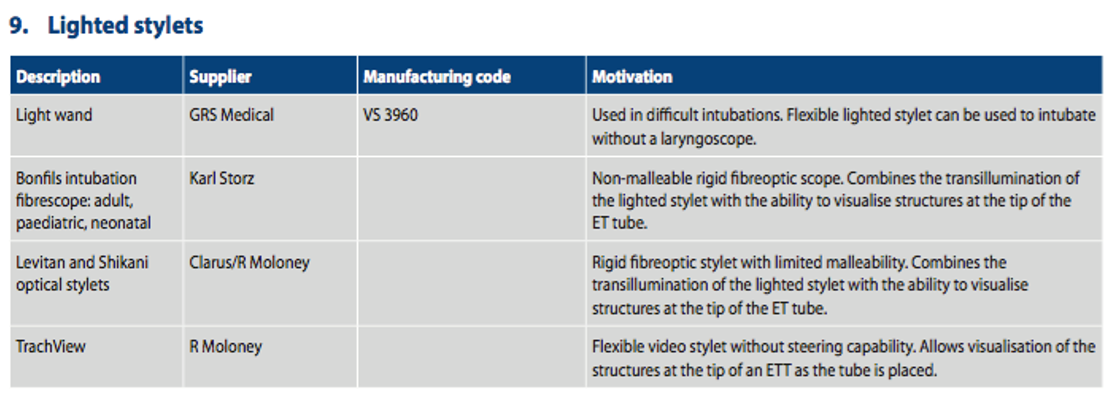 9. Lighted stylets
Description Supplier Manufacturing code Motivation
Light wand GRS Medical VS 3960 Used in difficult intubations. Flexible lighted stylet can be used to intubate
without a laryngoscope.
Bonfils intubation Karl Storz Non-malleable rigid fibreoptic scope. Combines the transillumination of
fibrescope: adult, the lighted stylet with the ability to visualise structures at the tip of the
paediatric, neonatal ET tube.
Levitan and Shikani Clarus/R Moloney Rigid fibreoptic stylet with limited malleability. Combines the
optical stylets transillumination of the lighted stylet with the ability to visualise
structures at the tip of the ET tube.
TrachView R Moloney Flexible video stylet without steering capability. Allows visualisation of the
structures at the tip of an ETT as the tube is placed.